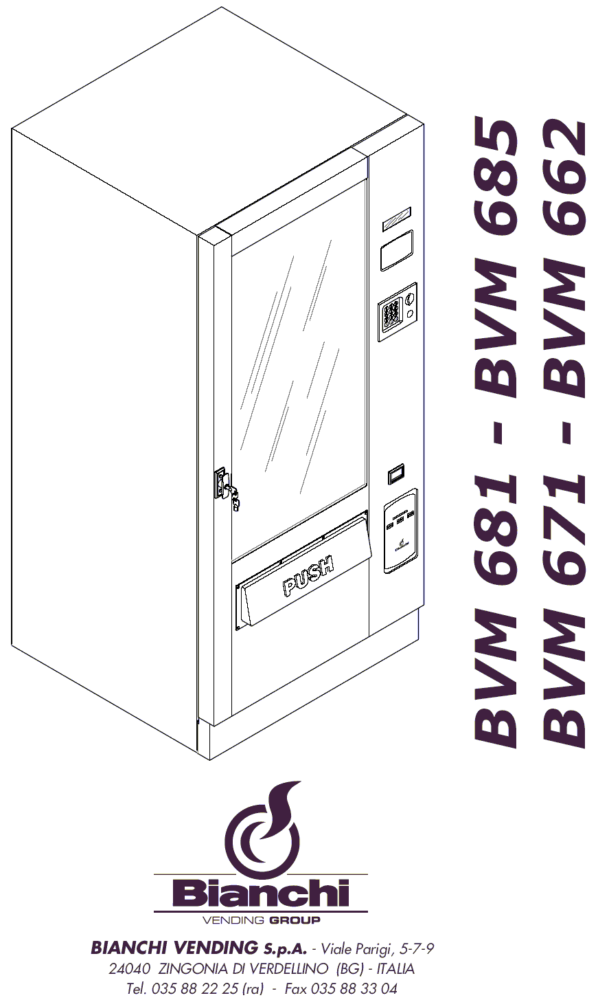 BVM 681 - BVM 685
BVM 671 - BVM 662
PUSH
Bianchi
VENDING GROUP
BIANCHI VENDING S.p.A. - Viale Parigi, 5-7-9
24040 ZINGONIA DI VERDELLINO (BG) - ITALIA
Tel. 035 88 22 25 (ra) - Fax 035 88 33 04